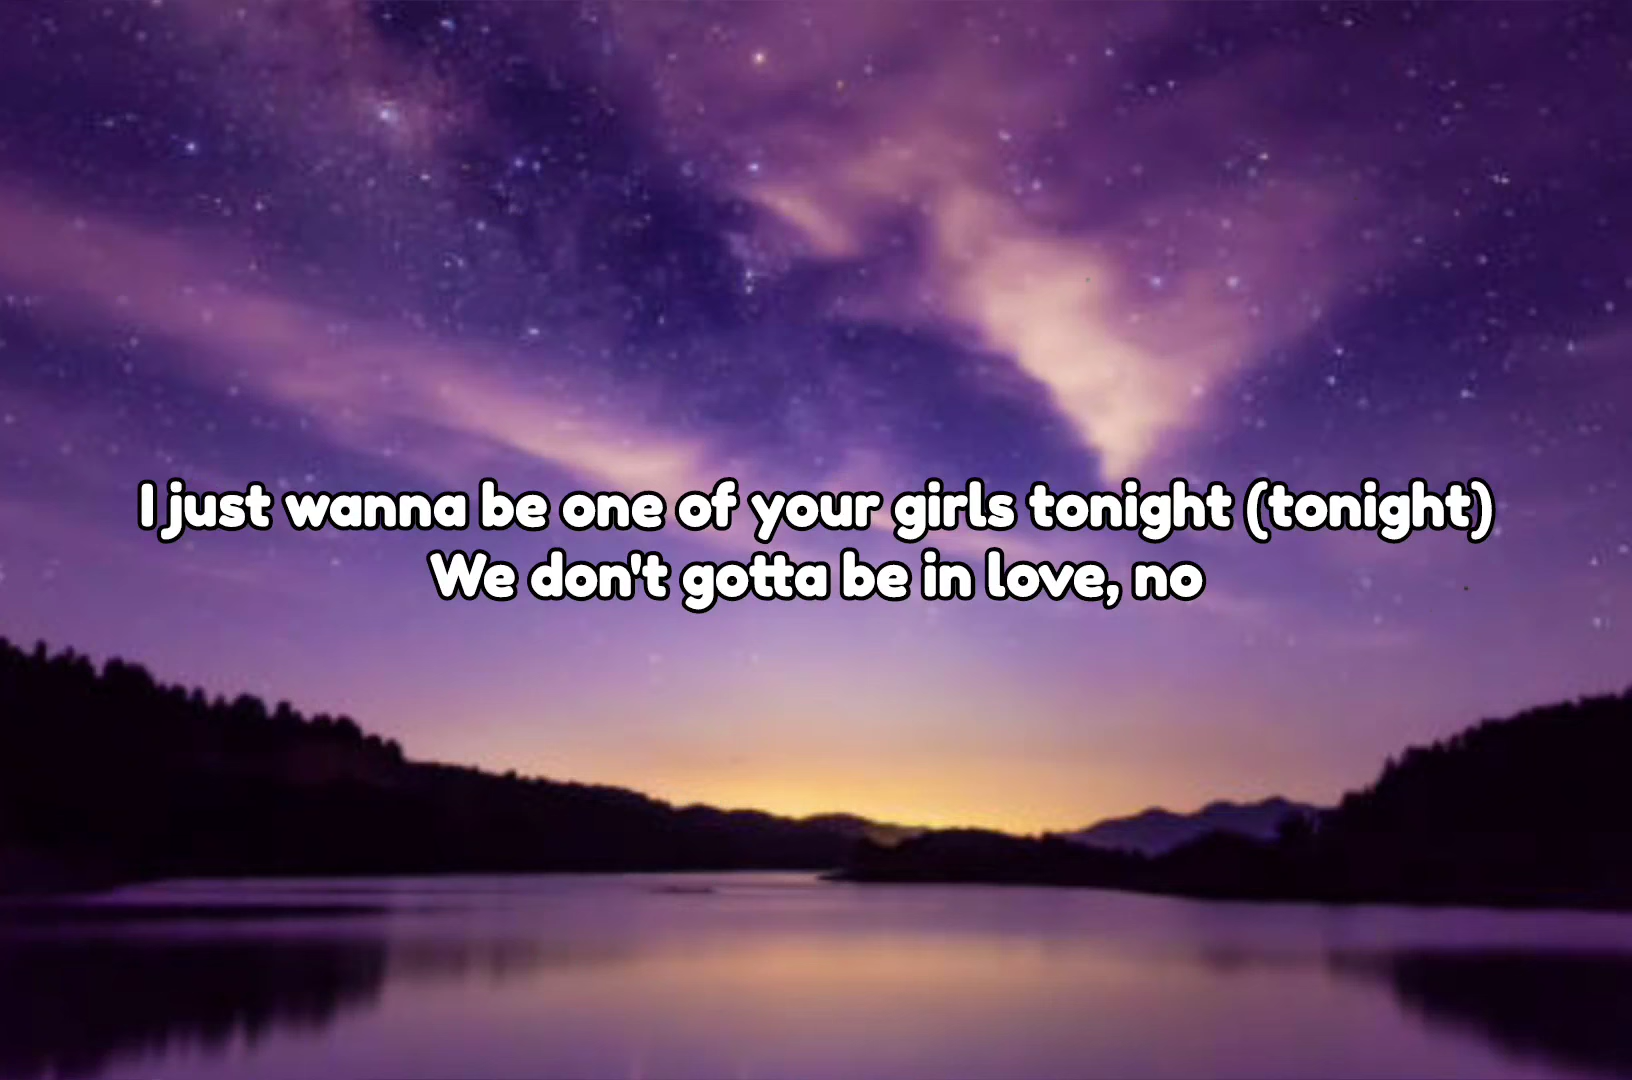 I just wanna be one of your girls tonight (tonight)
We don't gotta be in love, no